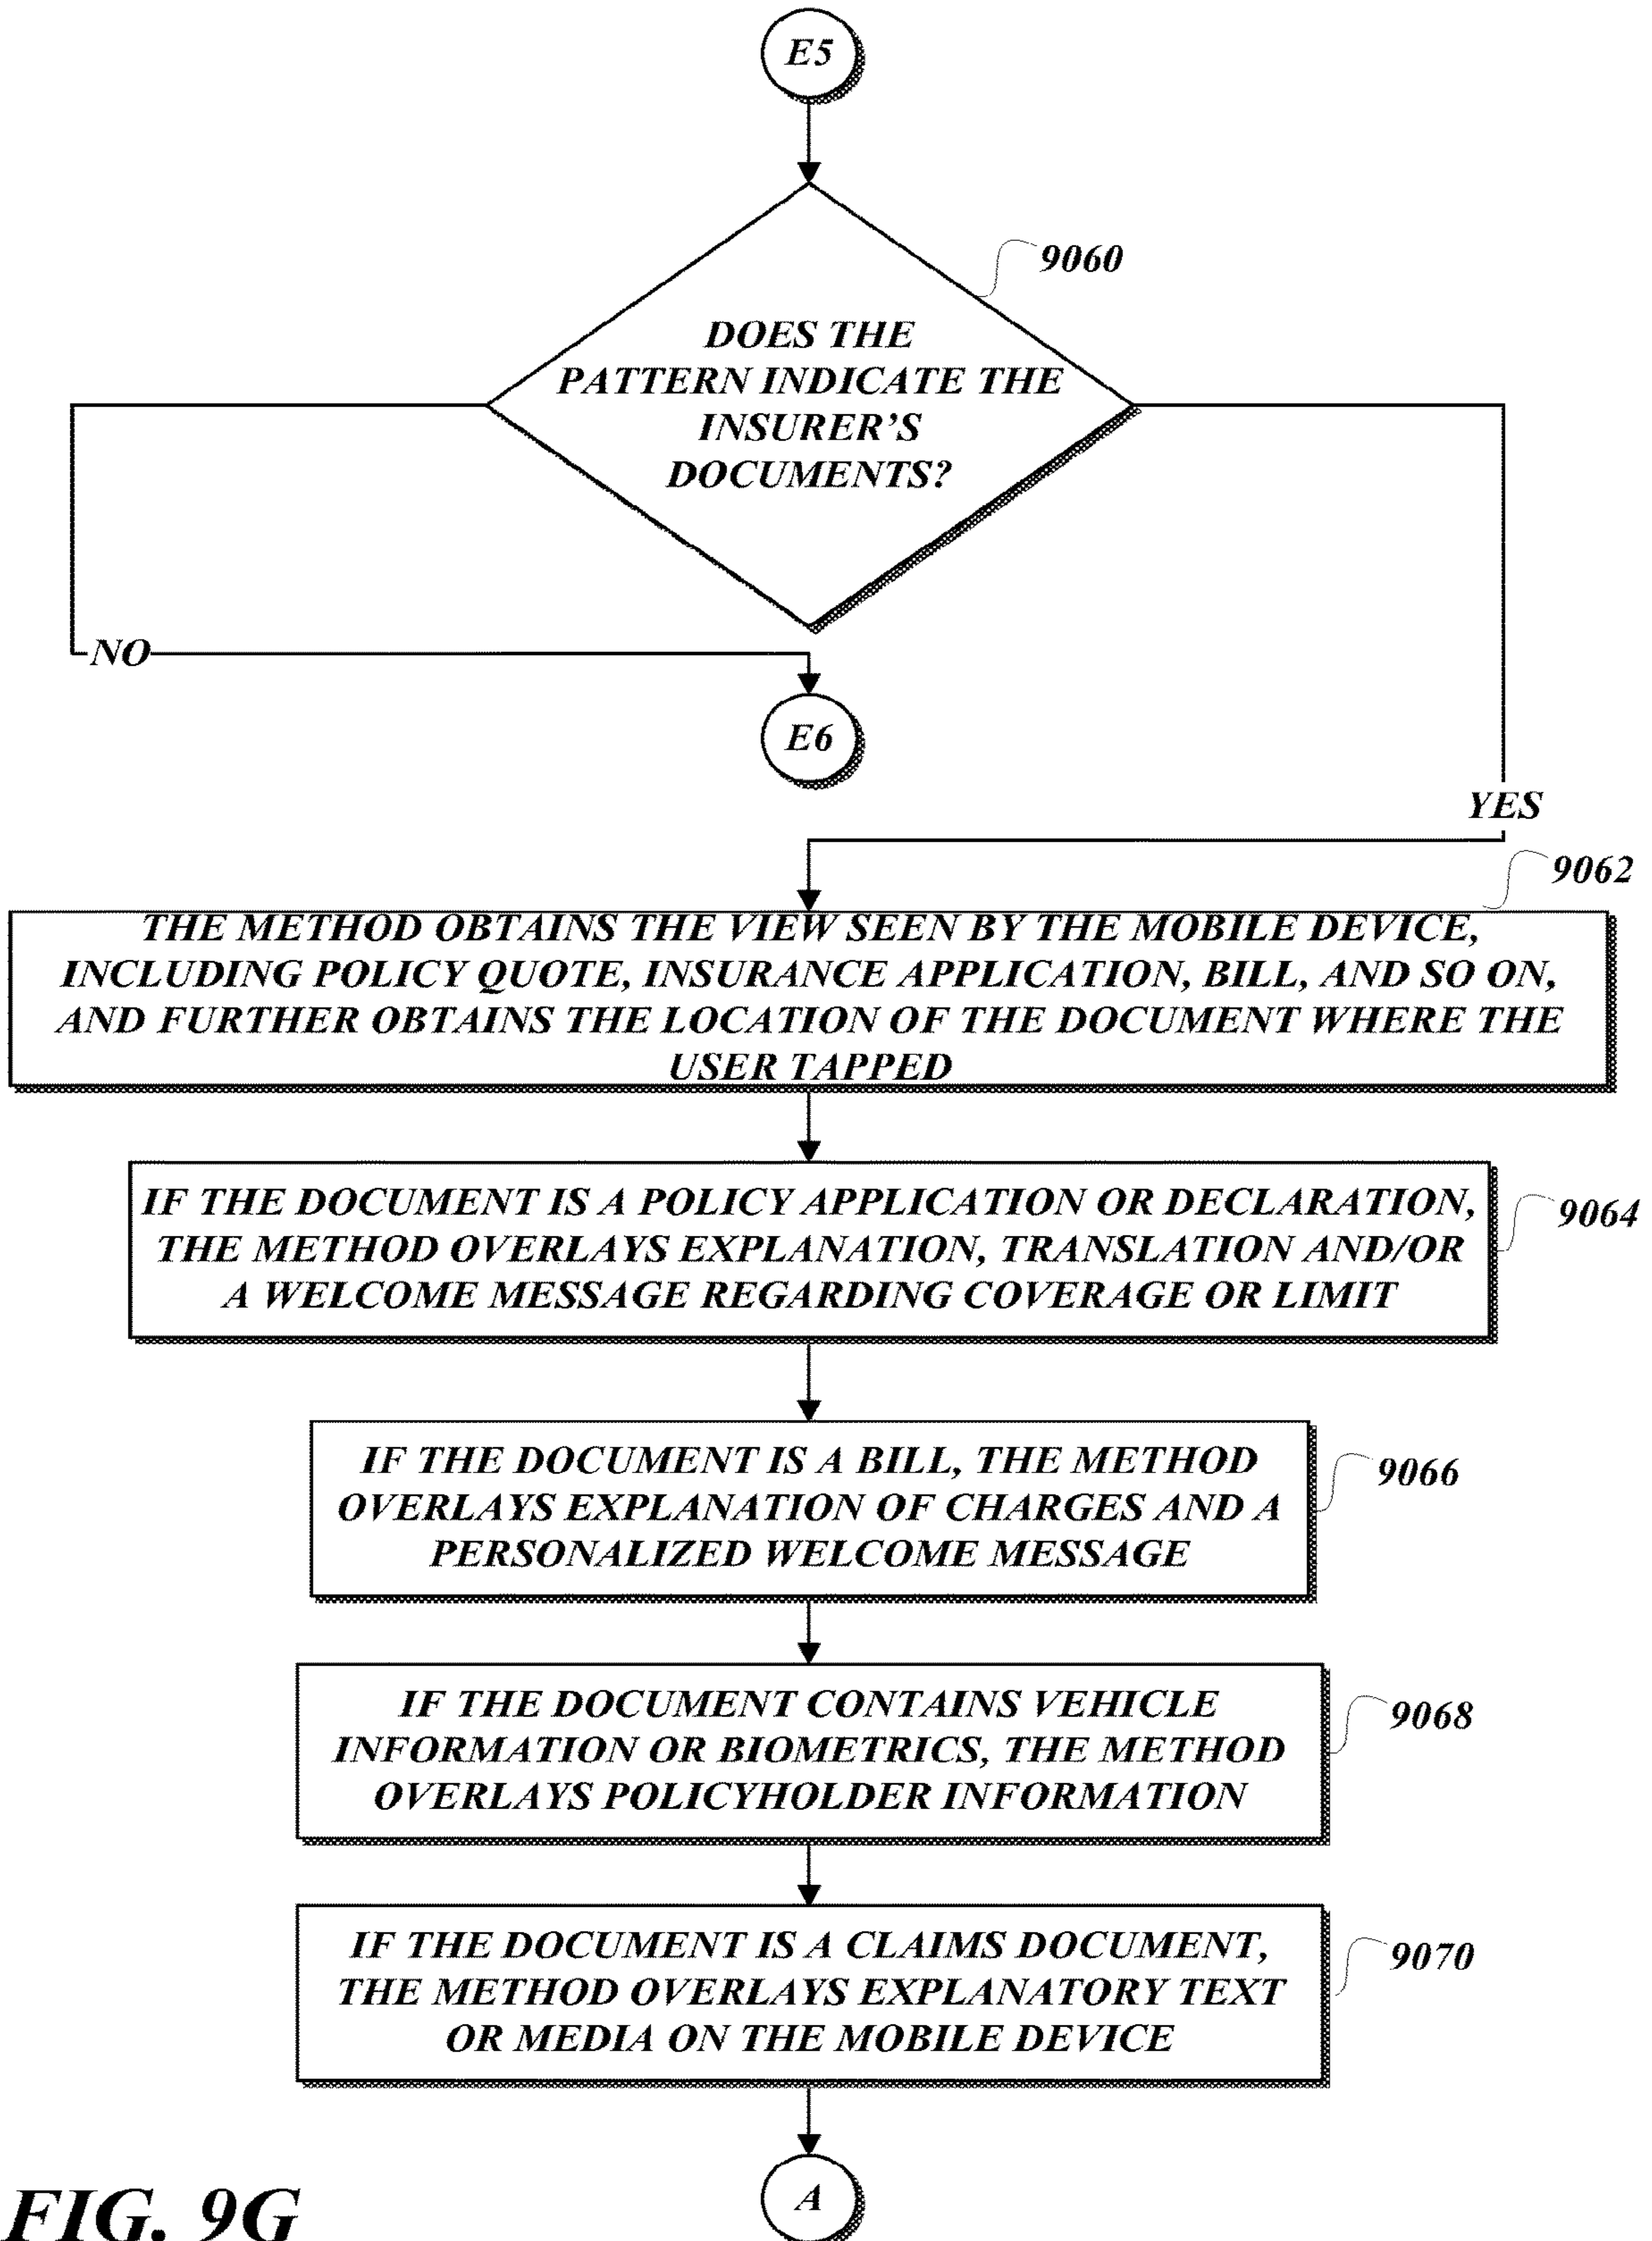 E5
9060
DOES THE
PATTERN INDICATE THE
INSURER'S
DOCUMENTS?
NO
E6
YES
9062
THE METHOD OBTAINS THE VIEW SEEN BY THE MOBILE DEVICE,
INCLUDING POLICY QUOTE, INSURANCE APPLICATION, BILL, AND SO ON,
AND FURTHER OBTAINS THE LOCATION OF THE DOCUMENT WHERE THE
USER TAPPED
IF THE DOCUMENT IS A POLICY APPLICATION OR DECLARATION,
THE METHOD OVERLAYS EXPLANATION, TRANSLATION AND/OR
A WELCOME MESSAGE REGARDING COVERAGE OR LIMIT
9064
IF THE DOCUMENT IS A BILL, THE METHOD
OVERLAYS EXPLANATION OF CHARGES AND A
PERSONALIZED WELCOME MESSAGE
9066
IF THE DOCUMENT CONTAINS VEHICLE
INFORMATION OR BIOMETRICS, THE METHOD
OVERLAYS POLICYHOLDER INFORMATION
9068
IF THE DOCUMENT IS A CLAIMS DOCUMENT,
THE METHOD OVERLAYS EXPLANATORY TEXT
OR MEDIA ON THE MOBILE DEVICE
9070
A
FIG. 9G